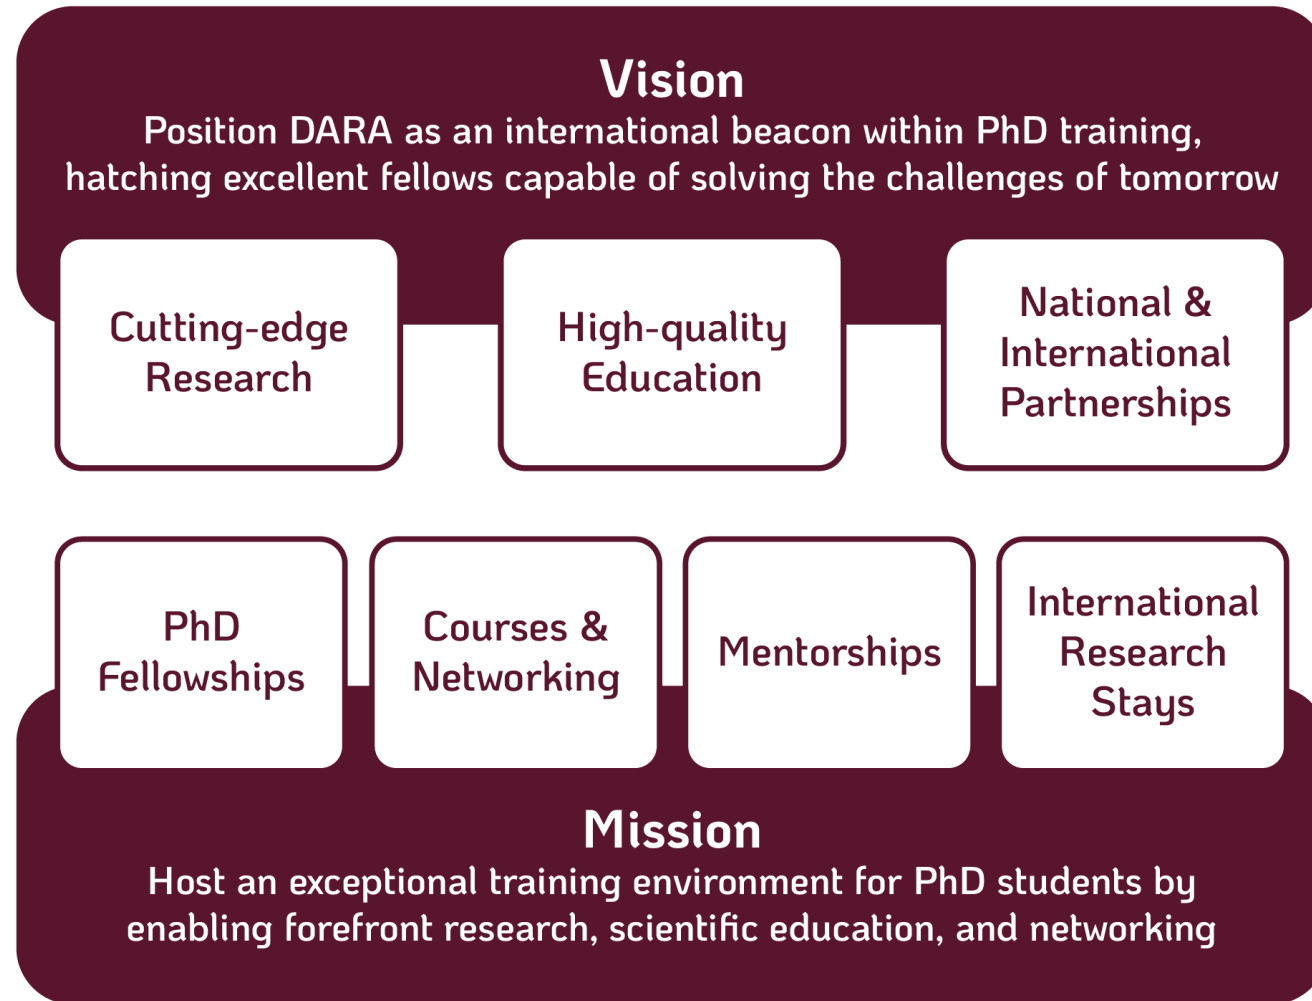 Vision
Position DARA as an international beacon within PhD training,
hatching excellent fellows capable of solving the challenges of tomorrow
Cutting-edge
Research
High-quality
Education
National &
International
Partnerships
PhD
Fellowships
Courses &
Networking
Mentorships
International
Research
Stays
Mission
Host an exceptional training environment for PhD students by
enabling forefront research, scientific education, and networking